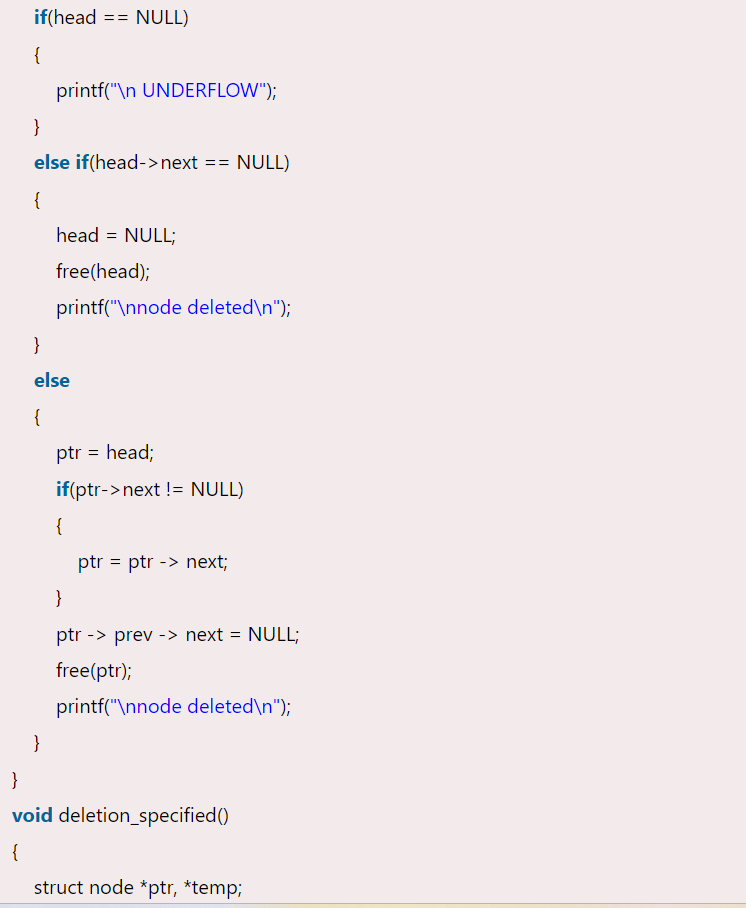 if(head == NULL)
{
printf("\n UNDERFLOW");
}
else if(head->next == NULL)
{
head = NULL;
free(head);
printf("\nnode deleted\n");
}
else
{
ptr = head;
if(ptr->next != NULL)
{
ptr = ptr -> next;
}
ptr -> prev -> next = NULL;
free(ptr);
printf("\nnode deleted\n");
}
}
void deletion_specified()
{
struct node *ptr, *temp;